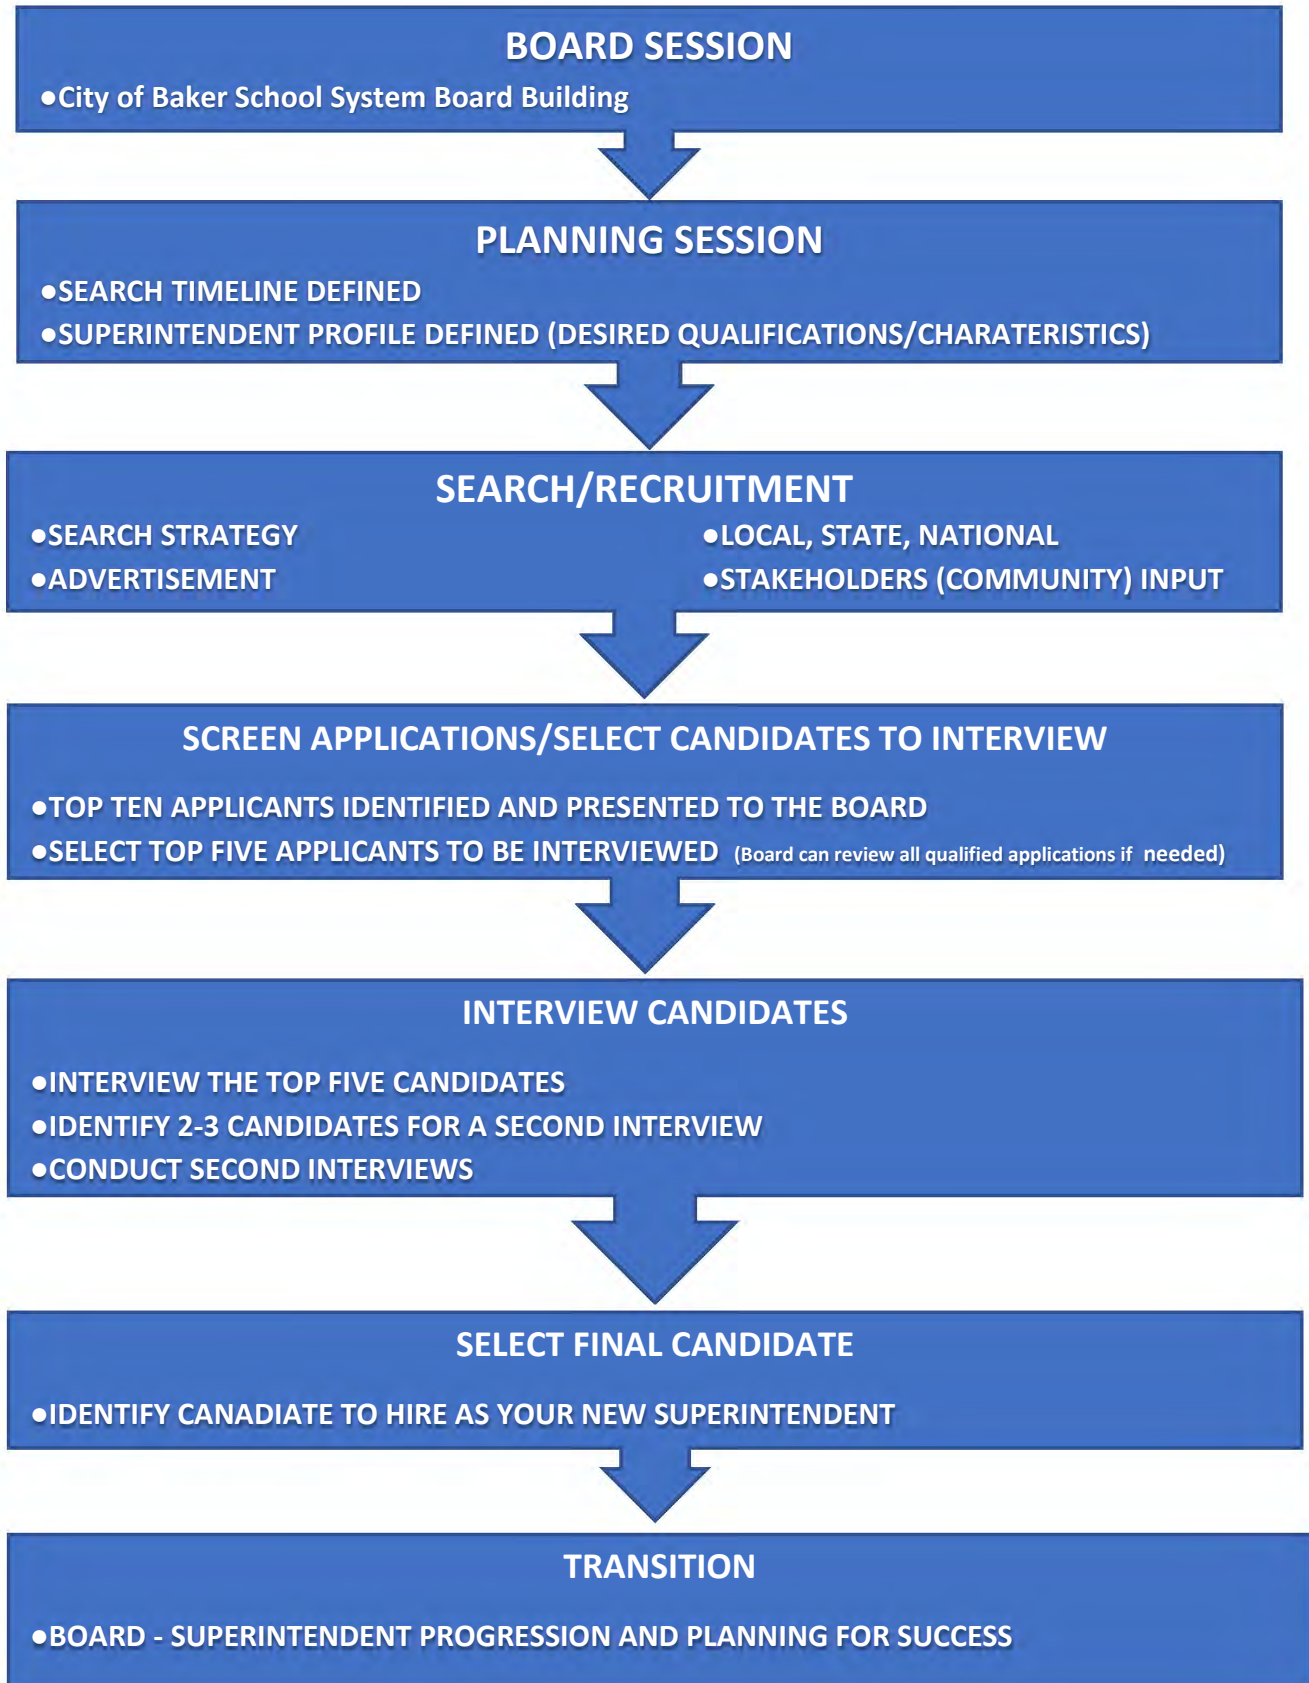 BOARD SESSION
●City of Baker School System Board Building
PLANNING SESSION
●SEARCH TIMELINE DEFINED
●SUPERINTENDENT PROFILE DEFINED (DESIRED QUALIFICATIONS/CHARATERISTICS)
SEARCH/RECRUITMENT
●SEARCH STRATEGY ●LOCAL, STATE, NATIONAL
●ADVERTISEMENT ●STAKEHOLDERS (COMMUNITY) INPUT
SCREEN APPLICATIONS/SELECT CANDIDATES TO INTERVIEW
●TOP TEN APPLICANTS IDENTIFIED AND PRESENTED TO THE BOARD
●SELECT TOP FIVE APPLICANTS TO BE INTERVIEWED (Board can review all qualified applications if needed)
INTERVIEW CANDIDATES
●INTERVIEW THE TOP FIVE CANDIDATES
●IDENTIFY 2-3 CANDIDATES FOR A SECOND INTERVIEW
●CONDUCT SECOND INTERVIEWS
SELECT FINAL CANDIDATE
●IDENTIFY CANADIATE TO HIRE AS YOUR NEW SUPERINTENDENT
TRANSITION
●BOARD - SUPERINTENDENT PROGRESSION AND PLANNING FOR SUCCESS